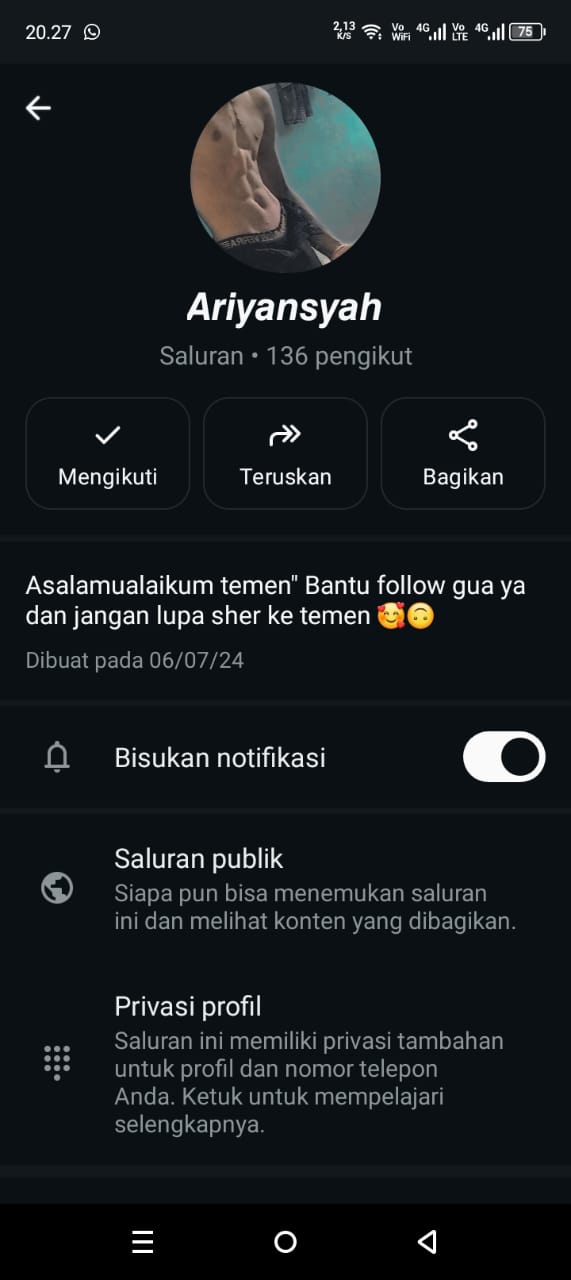 20.27
2,13 K/S Vo WiFi 4G Vo LTE 4G 75
Ariyansyah
Saluran • 136 pengikut
Mengikuti
Teruskan
Bagikan
Asalamualaikum temen" Bantu follow gua ya
dan jangan lupa sher ke temen 🥰🙃
Dibuat pada 06/07/24
Bisukan notifikasi
Saluran publik
Siapa pun bisa menemukan saluran
ini dan melihat konten yang dibagikan.
Privasi profil
Saluran ini memiliki privasi tambahan
untuk profil dan nomor telepon
Anda. Ketuk untuk mempelajari
selengkapnya.